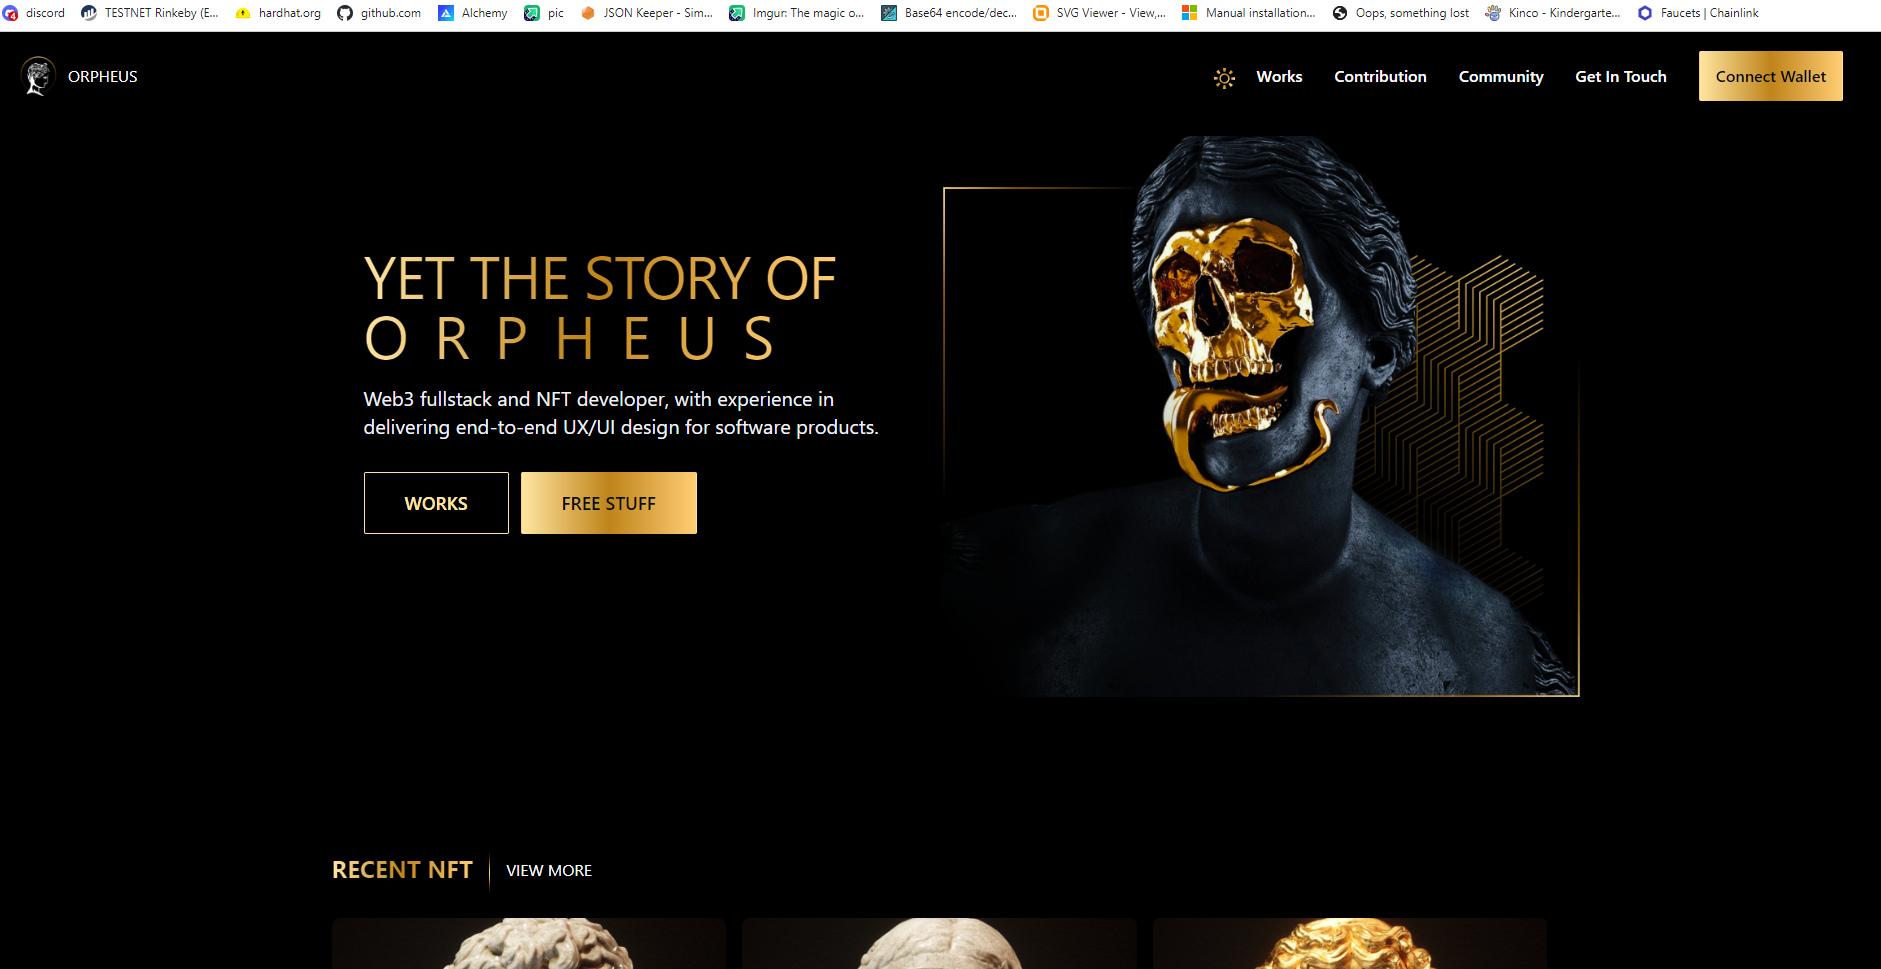 discord TESTNET Rinkeby (E... hardhat.org github.com Alchemy pic JSON Keeper - Sim... Imgur: The magic o... Base64 encode/dec... SVG Viewer - View,... Manual installation... Oops, something lost Kinco - Kindergarte... Faucets | Chainlink
ORPHEUS Works Contribution Community Get In Touch Connect Wallet
YET THE STORY OF
ORPHEUS
Web3 fullstack and NFT developer, with experience in
delivering end-to-end UX/UI design for software products.
WORKS FREE STUFF
RECENT NFT VIEW MORE